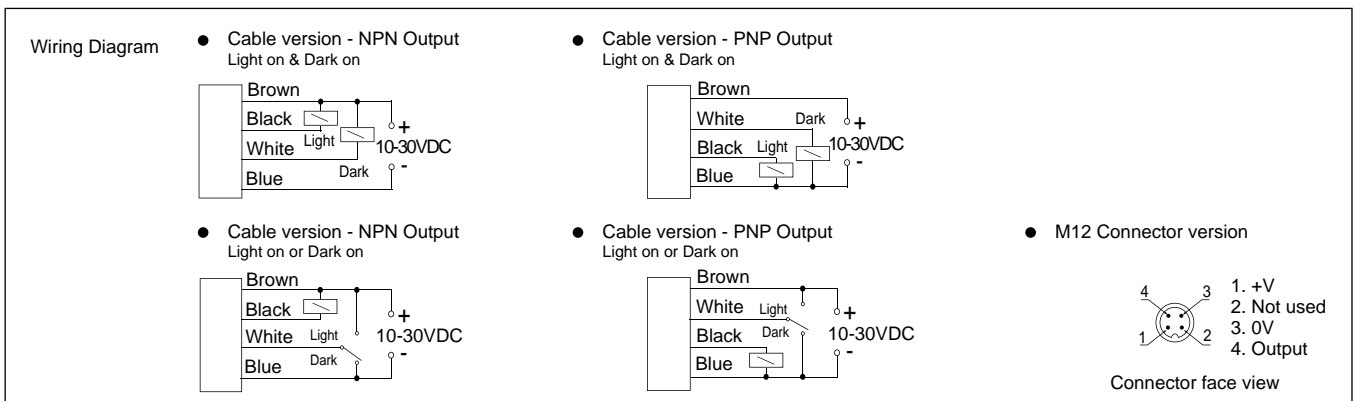 Wiring Diagram
● Cable version - NPN Output
Light on & Dark on
Brown
Black
Light
White
Dark
Blue
+
10-30VDC
-
● Cable version - PNP Output
Light on & Dark on
Brown
White
Dark
Black
Light
Blue
+
10-30VDC
-
● Cable version - NPN Output
Light on or Dark on
Brown
Black
White
Light
Dark
Blue
+
10-30VDC
-
● Cable version - PNP Output
Light on or Dark on
Brown
White
Light
Black
Dark
Blue
+
10-30VDC
-
● M12 Connector version
4 3
1 2
1. +V
2. Not used
3. 0V
4. Output
Connector face view